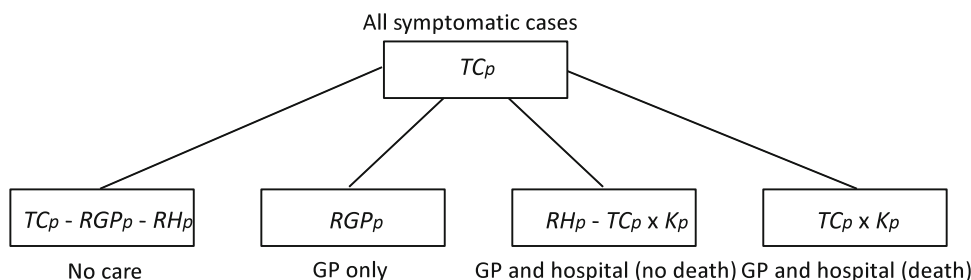 All symptomatic cases
TCp
TCp - RGPp - RHp
RGPp
RHp - TCp x Kp
TCp x Kp
No care
GP only
GP and hospital (no death)
GP and hospital (death)